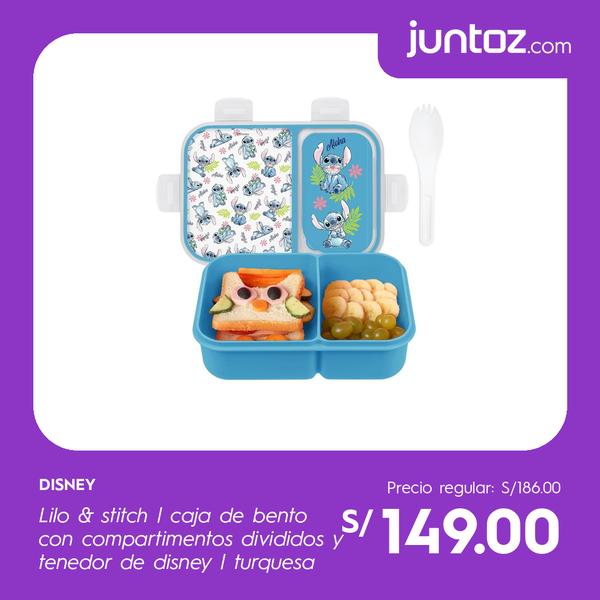 juntoz.com
Aloha
DISNEY
Precio regular: S/186.00
Lilo & stitch | caja de bento
con compartimentos divididos y
tenedor de disney | turquesa
S/149.00